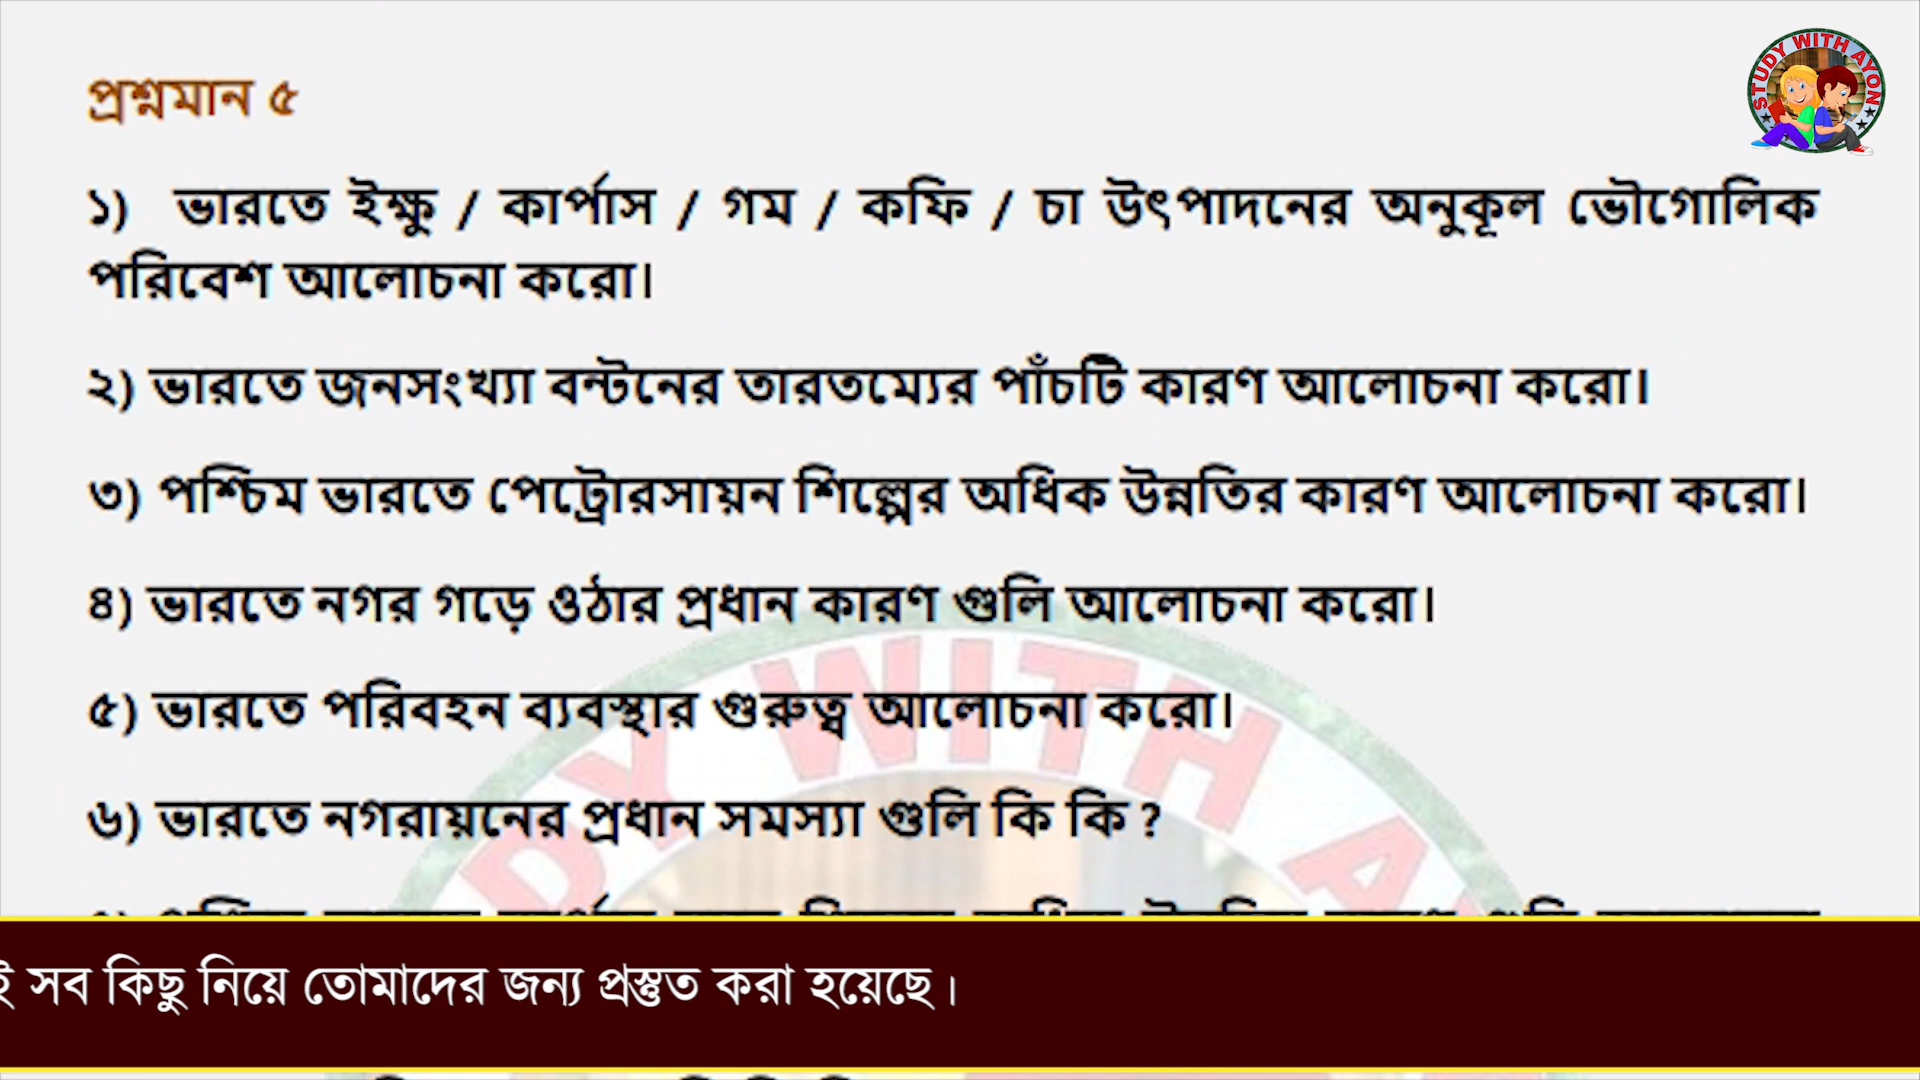 প্রশ্নমান ৫
STUDY WITH AYON
১) ভারতে ইক্ষু / কার্পাস / গম / কফি / চা উৎপাদনের অনুকূল ভৌগোলিক
পরিবেশ আলোচনা করো।
২) ভারতে জনসংখ্যা বন্টনের তারতম্যের পাঁচটি কারণ আলোচনা করো।
৩) পশ্চিম ভারতে পেট্রোরসায়ন শিল্পের অধিক উন্নতির কারণ আলোচনা করো।
৪) ভারতে নগর গড়ে ওঠার প্রধান কারণ গুলি আলোচনা করো।
৫) ভারতে পরিবহন ব্যবস্থার গুরুত্ব আলোচনা করো।
৬) ভারতে নগরায়নের প্রধান সমস্যা গুলি কি কি ?
ই সব কিছু নিয়ে তোমাদের জন্য প্রস্তুত করা হয়েছে।